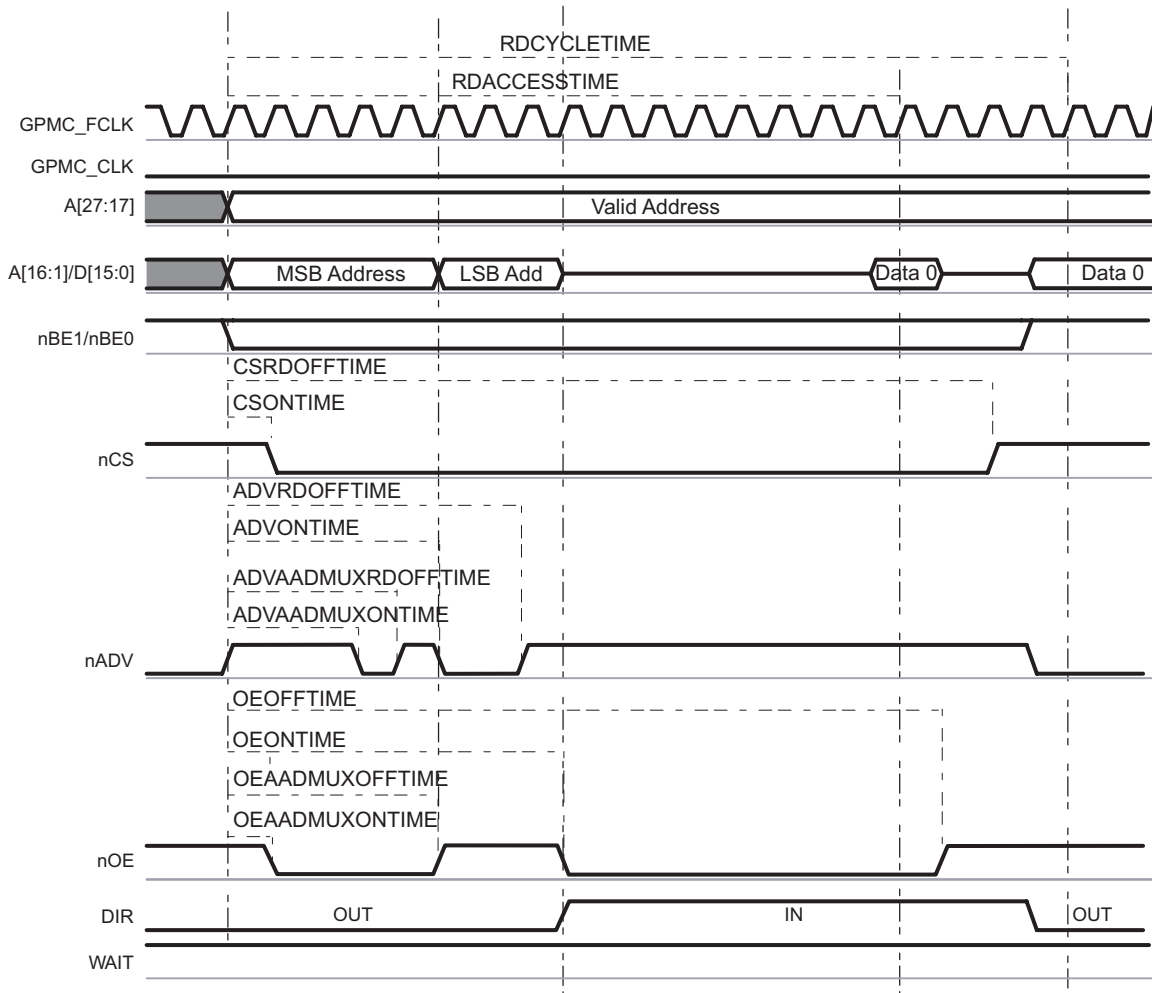 RDCYCLETIME
RDACCESSTIME
GPMC_FCLK
GPMC_CLK
A[27:17]
Valid Address
A[16:1]/D[15:0]
MSB Address
LSB Add
Data 0
Data 0
nBE1/nBE0
CSRDOFFTIME
CSONTIME
nCS
ADVRDOFFTIME
ADVONTIME
ADVAADMUXRDOFFTIME
ADVAADMUXONTIME
nADV
OEOFFTIME
OEONTIME
OEAADMUXOFFTIME
OEAADMUXONTIME
nOE
DIR
OUT
IN
OUT
WAIT